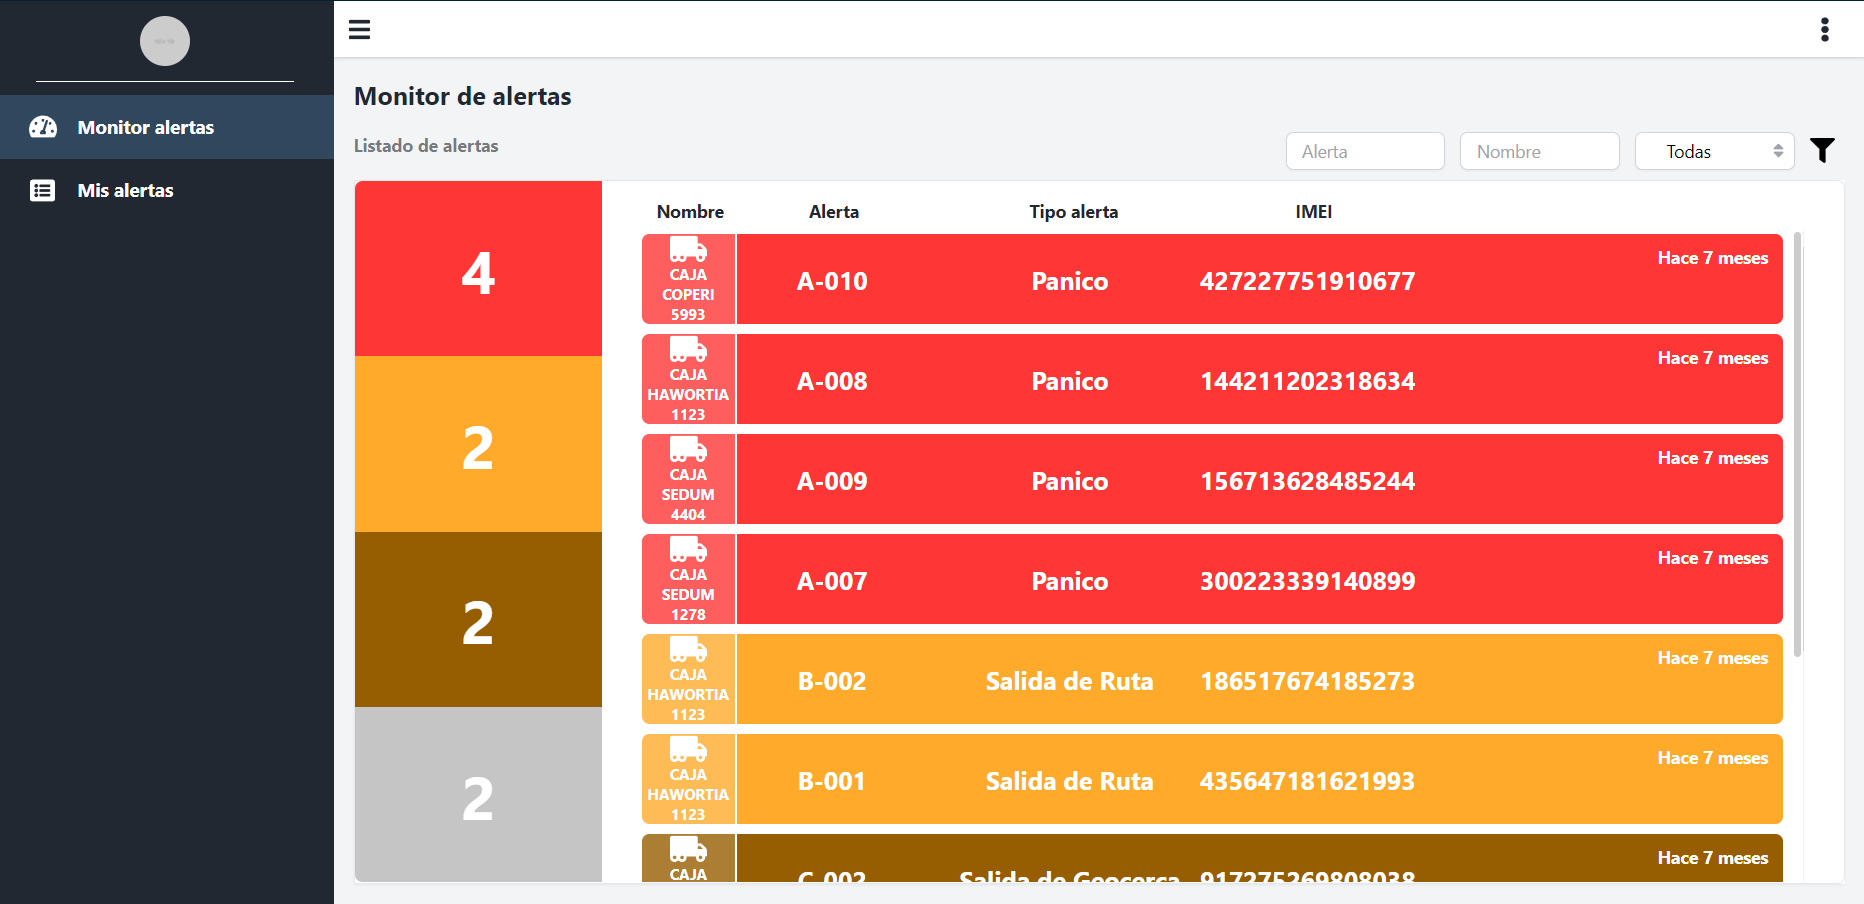 Monitor alertas
Mis alertas
Monitor de alertas
Listado de alertas
Alerta Nombre Todas
4
2
2
2
Nombre Alerta Tipo alerta IMEI
CAJA COPERI 5993 A-010 Panico 427227751910677 Hace 7 meses
CAJA HAWORTIA 1123 A-008 Panico 144211202318634 Hace 7 meses
CAJA SEDUM 4404 A-009 Panico 156713628485244 Hace 7 meses
CAJA SEDUM 1278 A-007 Panico 300223339140899 Hace 7 meses
CAJA HAWORTIA 1123 B-002 Salida de Ruta 186517674185273 Hace 7 meses
CAJA HAWORTIA 1123 B-001 Salida de Ruta 435647181621993 Hace 7 meses
CAJA C-002 Salida de Geocerca 917275269808038 Hace 7 meses